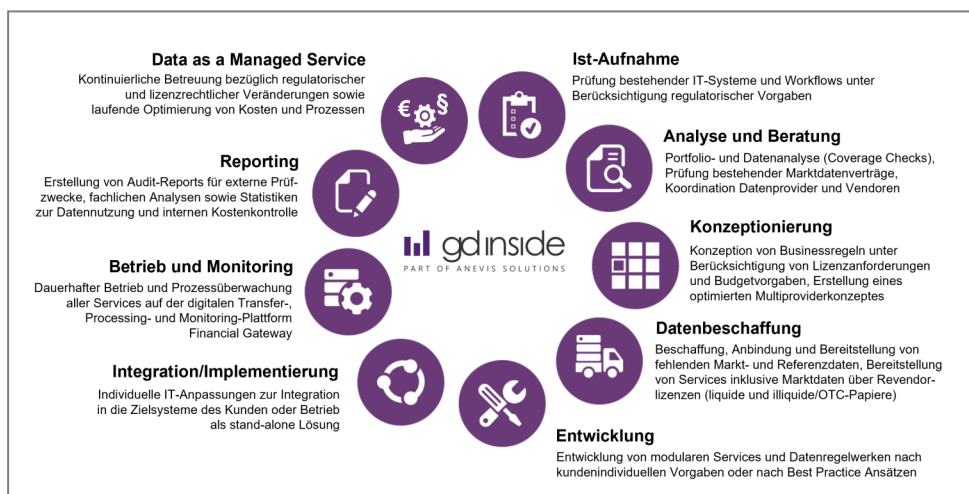 Data as a Managed Service
Kontinuierliche Betreuung bezüglich regulatorischer
und lizenzrechtlicher Veränderungen sowie
laufende Optimierung von Kosten und Prozessen
Ist-Aufnahme
Prüfung bestehender IT-Systeme und Workflows unter
Berücksichtigung regulatorischer Vorgaben
Analyse und Beratung
Portfolio- und Datenanalyse (Coverage Checks),
Prüfung bestehender Marktdatenverträge,
Koordination Datenprovider und Vendoren
Reporting
Erstellung von Audit-Reports für externe Prüf-
zwecke, fachlichen Analysen sowie Statistiken
zur Datennutzung und internen Kostenkontrolle
gd inside
PART OF ANEVIS SOLUTIONS
Konzeptionierung
Konzeption von Businessregeln unter
Berücksichtigung von Lizenzanforderungen
und Budgetvorgaben, Erstellung eines
optimierten Multiproviderkonzeptes
Betrieb und Monitoring
Dauerhafter Betrieb und Prozessüberwachung
aller Services auf der digitalen Transfer-,
Processing- und Monitoring-Plattform
Financial Gateway
Datenbeschaffung
Beschaffung, Anbindung und Bereitstellung von
fehlenden Markt- und Referenzdaten, Bereitstellung
von Services inklusive Marktdaten über Revendor-
lizenzen (liquide und illiquide/OTC-Papiere)
Integration/Implementierung
Individuelle IT-Anpassungen zur Integration
in die Zielsysteme des Kunden oder Betrieb
als stand-alone Lösung
Entwicklung
Entwicklung von modularen Services und Datenregelwerken nach
kundenindividuellen Vorgaben oder nach Best Practice Ansätzen
€ §